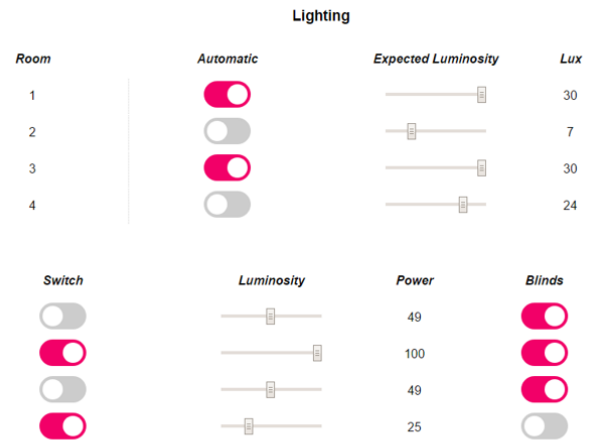 Lighting
Room Automatic Expected Luminosity Lux
1 30
2 7
3 30
4 24
Switch Luminosity Power Blinds
49
100
49
25